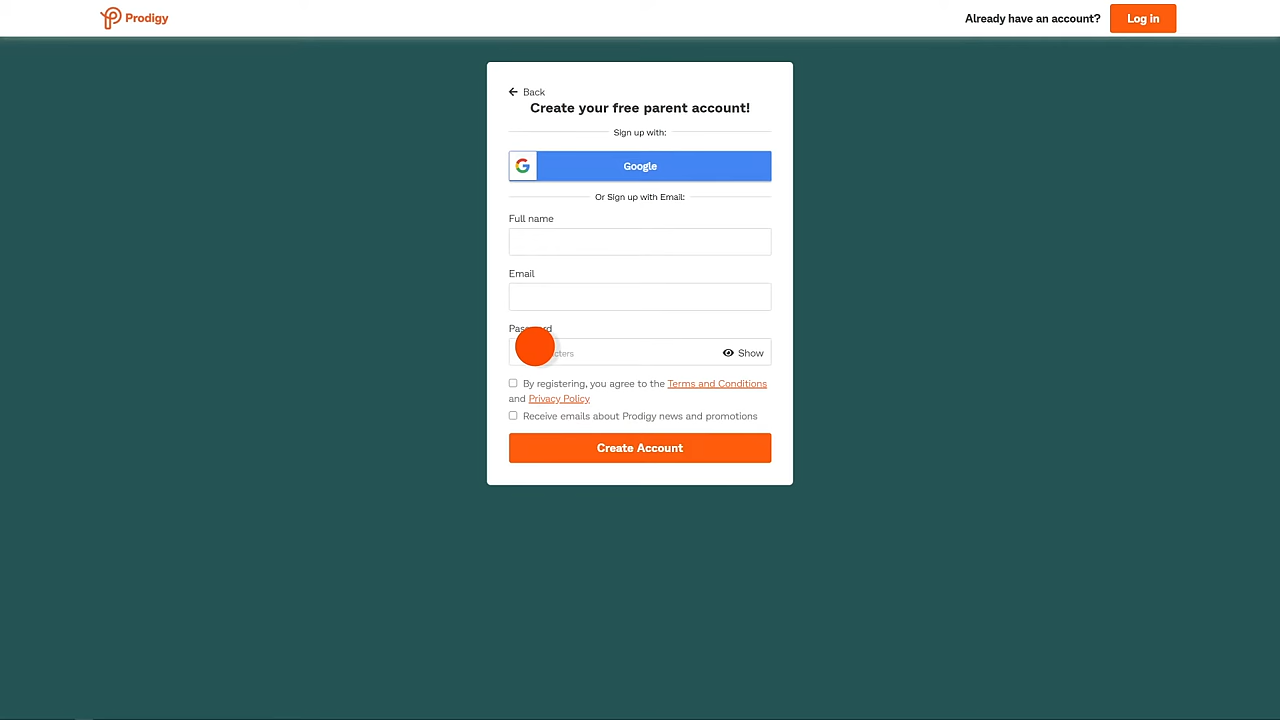 Prodigy
Already have an account?
Log in
Back
Create your free parent account!
Sign up with:
Google
Or Sign up with Email:
Full name
Email
Show
By registering, you agree to the Terms and Conditions
and Privacy Policy
Receive emails about Prodigy news and promotions
Create Account